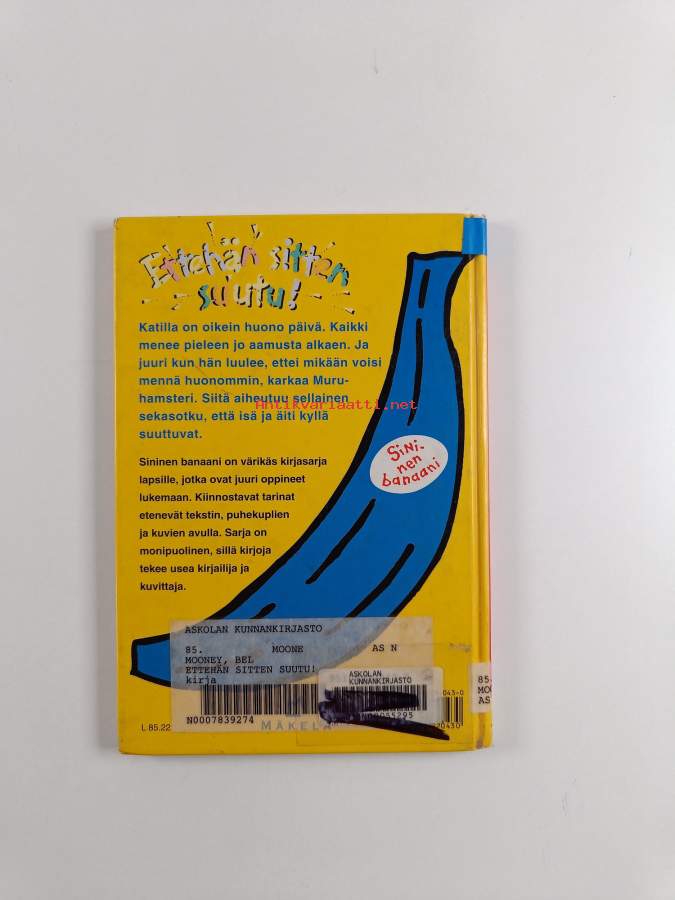 Ettehän sitten
suutu!
Katilla on oikein huono päivä. Kaikki
menee pieleen jo aamusta alkaen. Ja
juuri kun hän luulee, ettei mikään voisi
mennä huonommin, karkaa Muru-
hamsteri. Siitä aiheutuu sellainen
sekasotku, että isä ja äiti kyllä
suuttuvat.
Antikvariaatti.net
Sini-
nen
banaani
Sininen banaani on värikäs kirjasarja
lapsille, jotka ovat juuri oppineet
lukemaan. Kiinnostavat tarinat
etenevät tekstin, puhekuplien
ja kuvien avulla. Sarja on
monipuolinen, sillä kirjoja
tekee usea kirjailija ja
kuvittaja.
ASKOLAN KUNNANKIRJASTO
85. MOONE AS N
MOONEY, BEL
ETTEHÄN SITTEN SUUTU!
kirja
N0007839274
ASKOLAN
KUNNANKIRJASTO
-043-0
L 85.22
MÄKELÄ
85.
MOO
AS